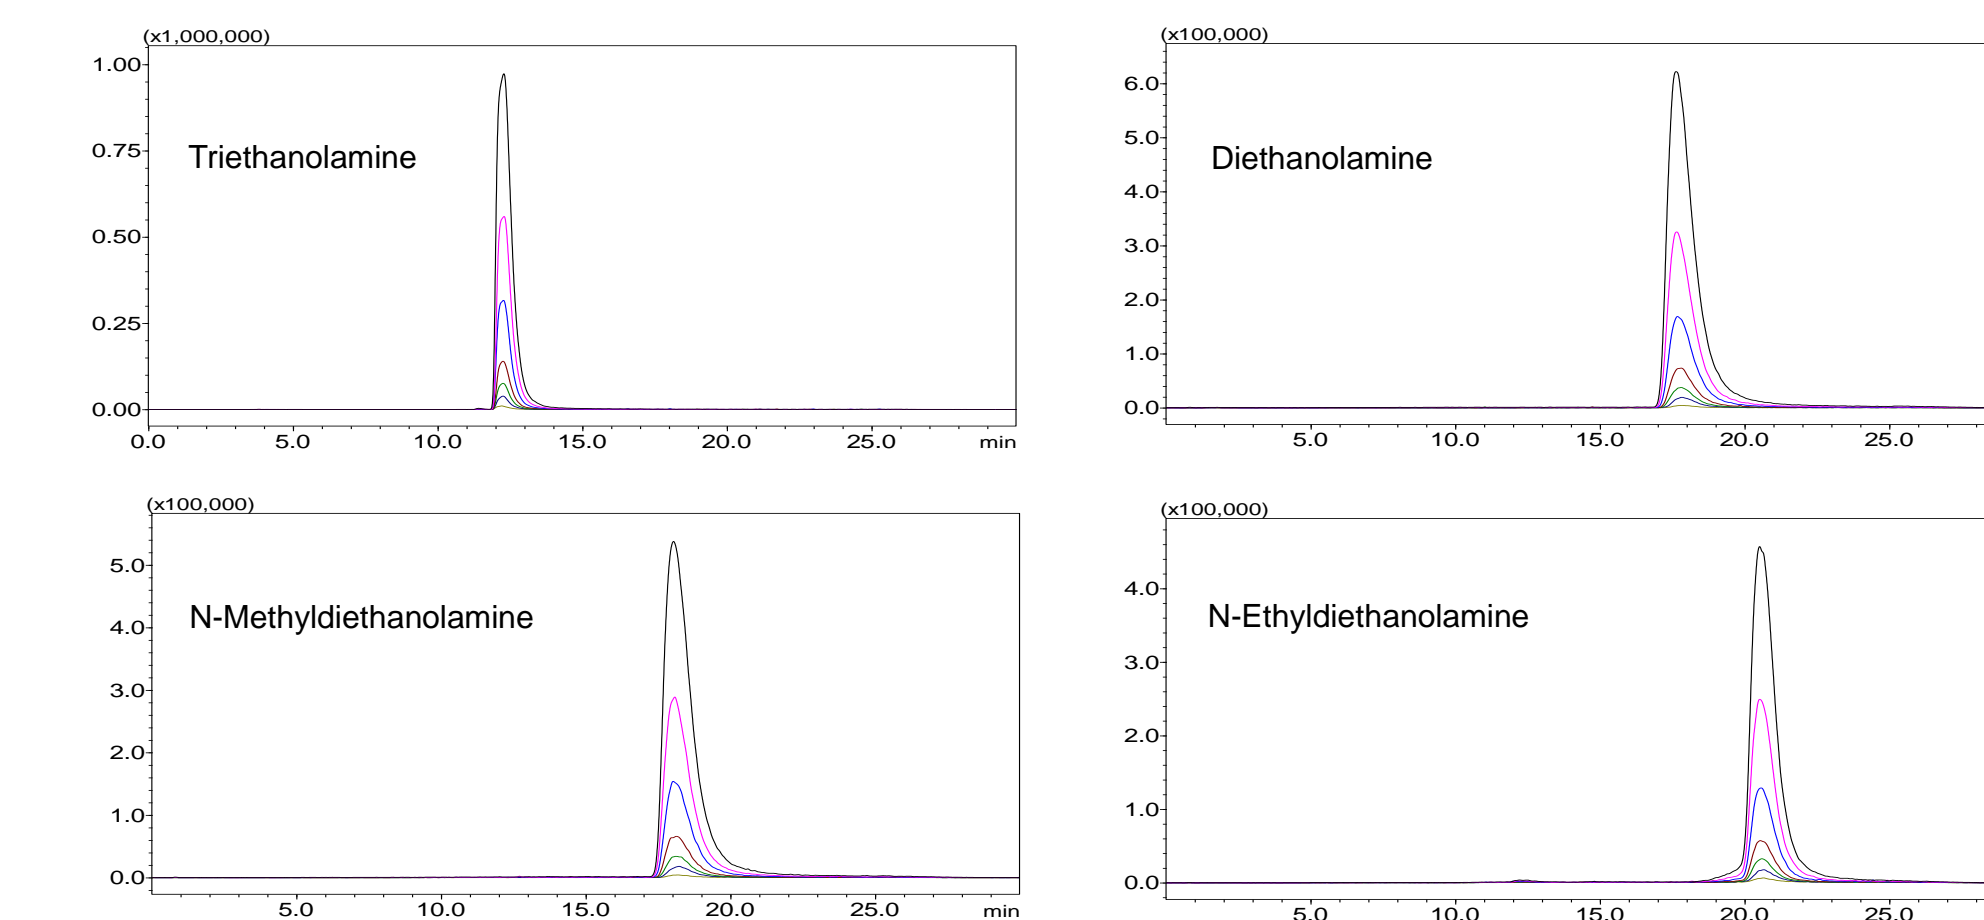 (x1,000,000)
1.00
0.75
0.50
0.25
0.00
Triethanolamine
0.0 5.0 10.0 15.0 20.0 25.0 min
(x100,000)
6.0
5.0
4.0
3.0
2.0
1.0
0.0
Diethanolamine
5.0 10.0 15.0 20.0 25.0
(x100,000)
5.0
4.0
3.0
2.0
1.0
0.0
N-Methyldiethanolamine
5.0 10.0 15.0 20.0 25.0 min
(x100,000)
4.0
3.0
2.0
1.0
0.0
N-Ethyldiethanolamine
5.0 10.0 15.0 20.0 25.0